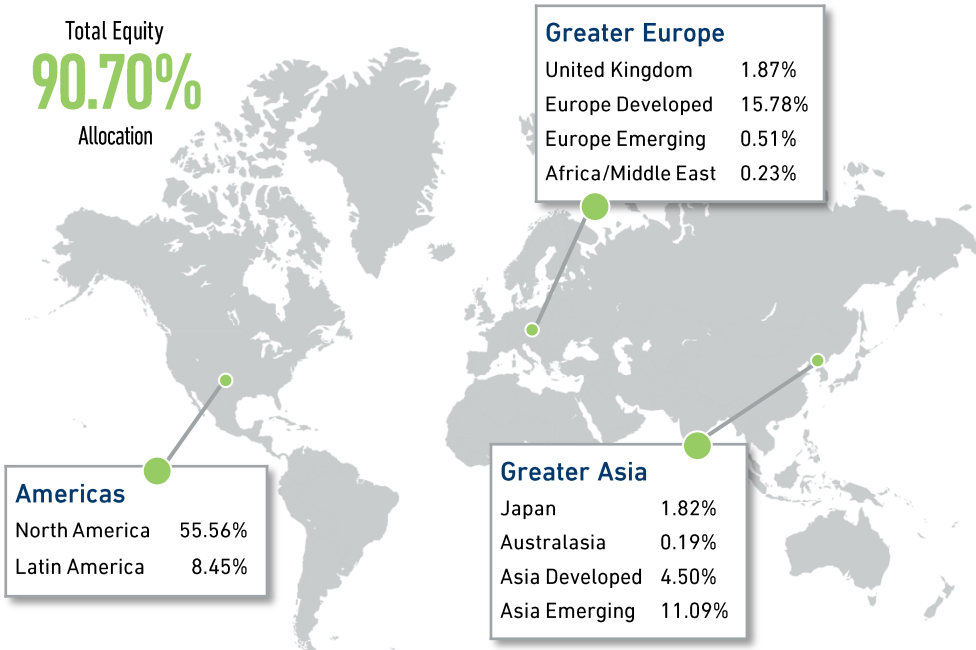 Total Equity
90.70%
Allocation
Greater Europe
United Kingdom 1.87%
Europe Developed 15.78%
Europe Emerging 0.51%
Africa/Middle East 0.23%
Americas
North America 55.56%
Latin America 8.45%
Greater Asia
Japan 1.82%
Australasia 0.19%
Asia Developed 4.50%
Asia Emerging 11.09%